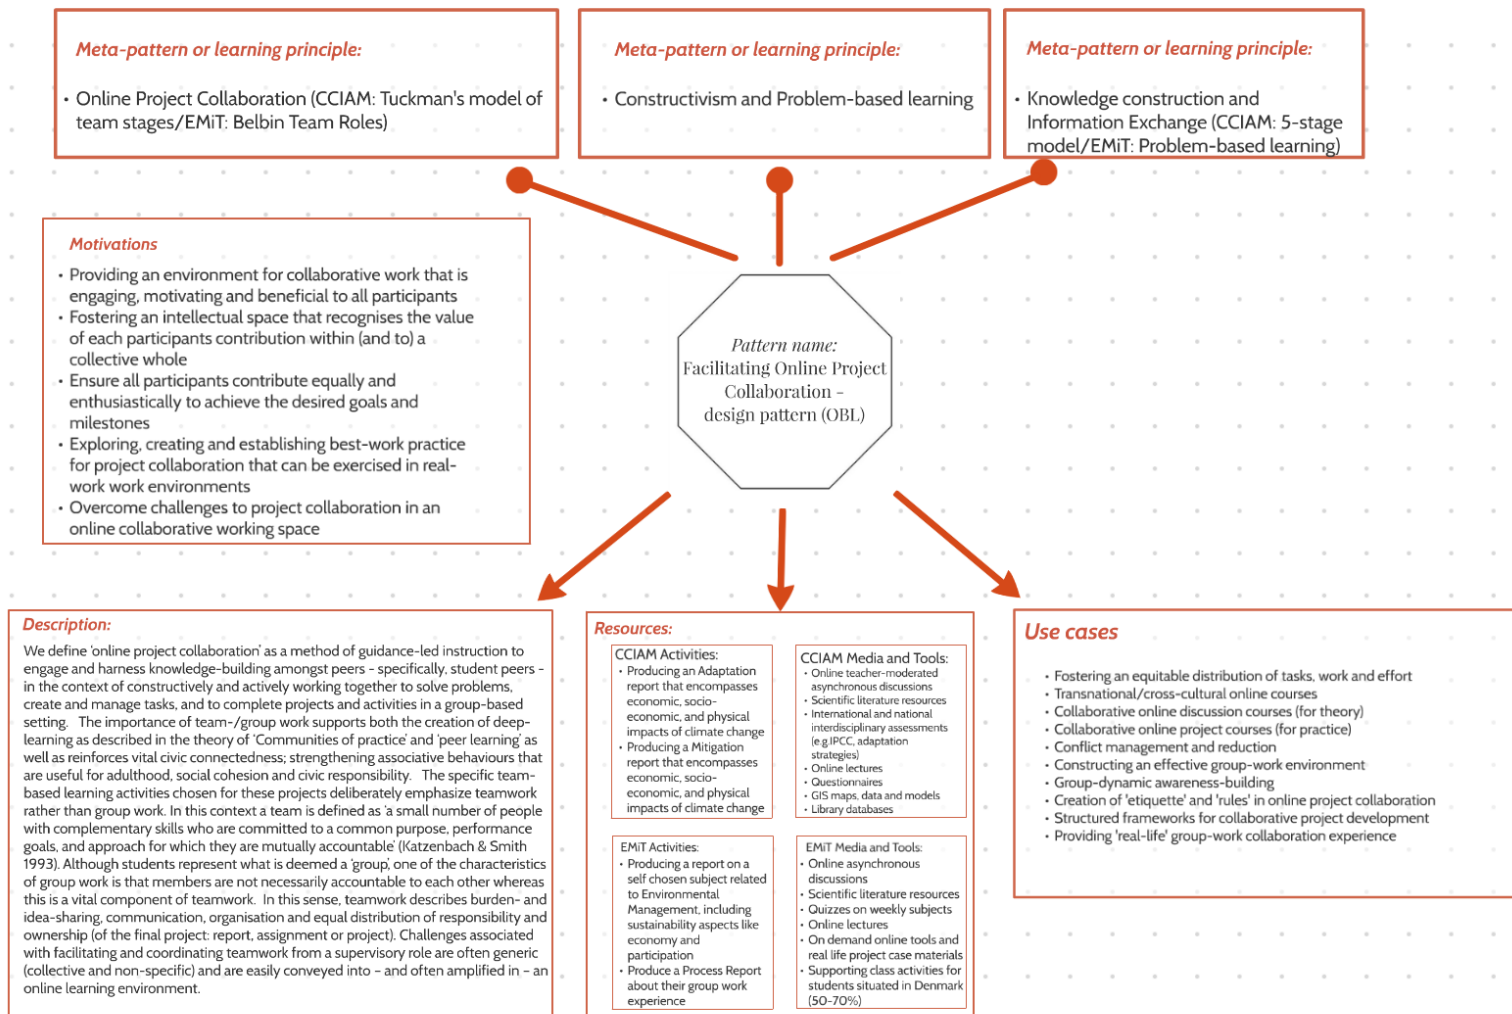 Meta-pattern or learning principle:
• Online Project Collaboration (CCIAM: Tuckman's model of
team stages/EMiT: Belbin Team Roles)
Meta-pattern or learning principle:
• Constructivism and Problem-based learning
Meta-pattern or learning principle:
• Knowledge construction and
Information Exchange (CCIAM: 5-stage
model/EMiT: Problem-based learning)
Motivations
• Providing an environment for collaborative work that is
engaging, motivating and beneficial to all participants
• Fostering an intellectual space that recognises the value
of each participants contribution within (and to) a
collective whole
• Ensure all participants contribute equally and
enthusiastically to achieve the desired goals and
milestones
• Exploring, creating and establishing best-work practice
for project collaboration that can be exercised in real-
work work environments
• Overcome challenges to project collaboration in an
online collaborative working space
Pattern name:
Facilitating Online Project
Collaboration -
design pattern (OBL)
Description:
We define 'online project collaboration' as a method of guidance-led instruction to
engage and harness knowledge-building amongst peers - specifically, student peers -
in the context of constructively and actively working together to solve problems,
create and manage tasks, and to complete projects and activities in a group-based
setting. The importance of team-/group work supports both the creation of deep-
learning as described in the theory of 'Communities of practice' and 'peer learning' as
well as reinforces vital civic connectedness; strengthening associative behaviours that
are useful for adulthood, social cohesion and civic responsibility. The specific team-
based learning activities chosen for these projects deliberately emphasize teamwork
rather than group work. In this context a team is defined as 'a small number of people
with complementary skills who are committed to a common purpose, performance
goals, and approach for which they are mutually accountable' (Katzenbach & Smith
1993). Although students represent what is deemed a 'group', one of the characteristics
of group work is that members are not necessarily accountable to each other whereas
this is a vital component of teamwork. In this sense, teamwork describes burden- and
idea-sharing, communication, organisation and equal distribution of responsibility and
ownership (of the final project: report, assignment or project). Challenges associated
with facilitating and coordinating teamwork from a supervisory role are often generic
(collective and non-specific) and are easily conveyed into – and often amplified in – an
online learning environment.
Resources:
CCIAM Activities:
• Producing an Adaptation
report that encompasses
economic, socio-
economic, and physical
impacts of climate change
• Producing a Mitigation
report that encompasses
economic, socio-
economic, and physical
impacts of climate change
CCIAM Media and Tools:
• Online teacher-moderated
asynchronous discussions
• Scientific literature resources
• International and national
interdisciplinary assessments
(e.g.IPCC, adaptation
strategies)
• Online lectures
• Questionnaires
• GIS maps, data and models
• Library databases
EMiT Activities:
• Producing a report on a
self chosen subject related
to Environmental
Management, including
sustainability aspects like
economy and
participation
• Produce a Process Report
about their group work
experience
EMiT Media and Tools:
• Online asynchronous
discussions
• Scientific literature resources
• Quizzes on weekly subjects
• Online lectures
• On demand online tools and
real life project case materials
• Supporting class activities for
students situated in Denmark
(50-70%)
Use cases
• Fostering an equitable distribution of tasks, work and effort
• Transnational/cross-cultural online courses
• Collaborative online discussion courses (for theory)
• Collaborative online project courses (for practice)
• Conflict management and reduction
• Constructing an effective group-work environment
• Group-dynamic awareness-building
• Creation of 'etiquette' and 'rules' in online project collaboration
• Structured frameworks for collaborative project development
• Providing 'real-life' group-work collaboration experience